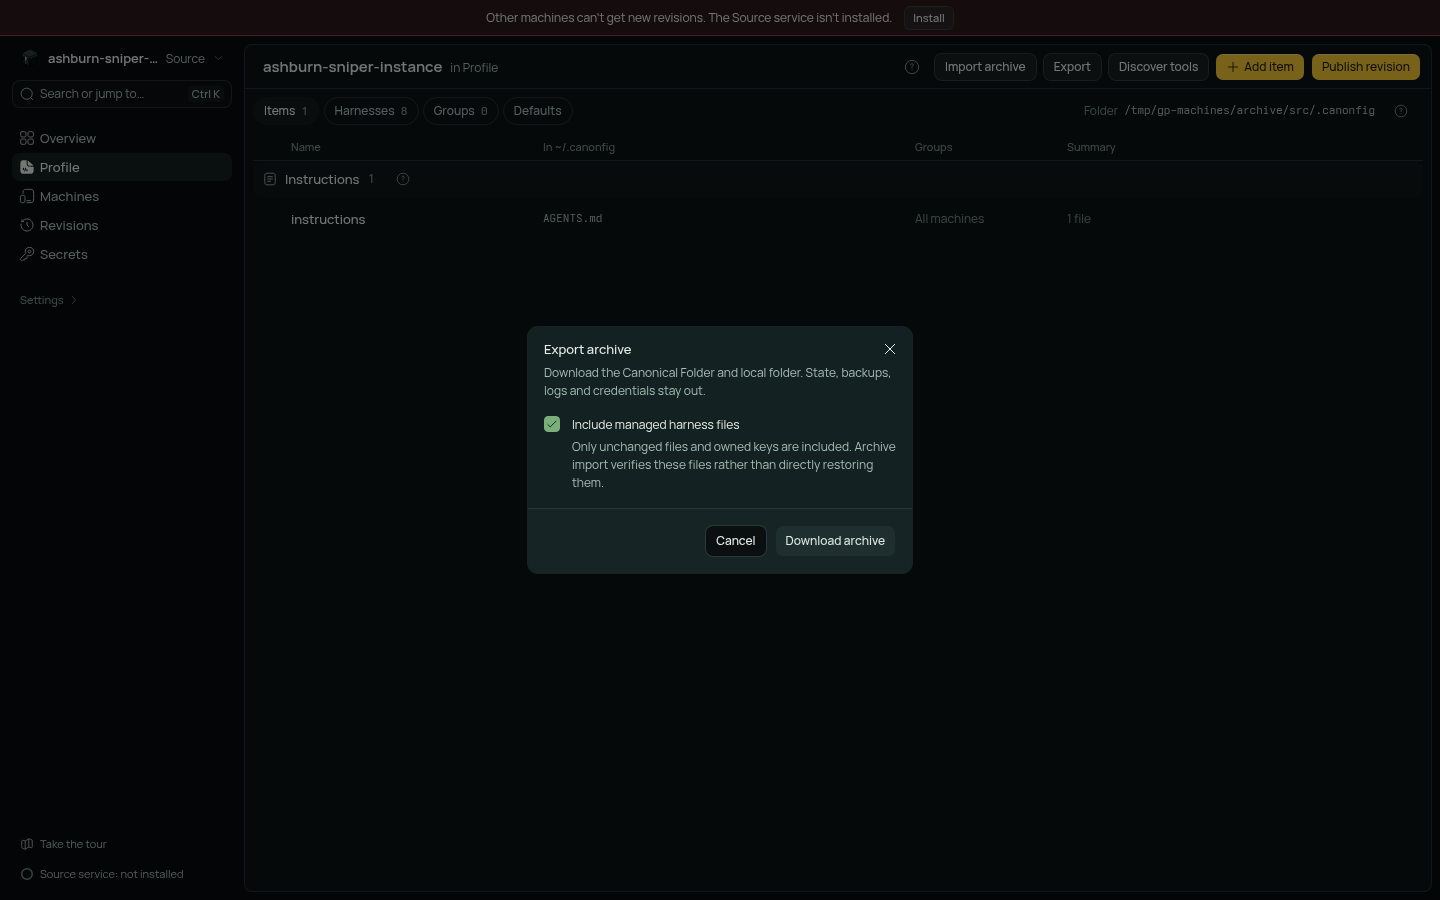 Other machines can't get new revisions. The Source service isn't installed. Install
ashburn-sniper-... Source
ashburn-sniper-instance in Profile
? Import archive Export Discover tools + Add item Publish revision
Search or jump to... Ctrl K
Items 1 Harnesses 8 Groups 0 Defaults
Folder /tmp/gp-machines/archive/src/.canonfig ?
Overview
Profile
Machines
Revisions
Secrets
Settings
Name In ~/.canonfig Groups Summary
Instructions 1 ?
instructions AGENTS.md All machines 1 file
Export archive
Download the Canonical Folder and local folder. State, backups,
logs and credentials stay out.
Include managed harness files
Only unchanged files and owned keys are included. Archive
import verifies these files rather than directly restoring
them.
Cancel Download archive
Take the tour
Source service: not installed